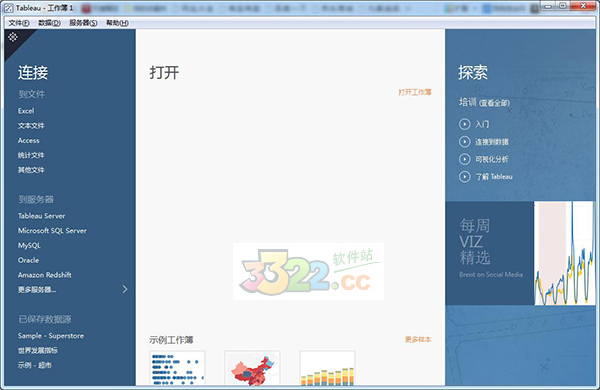 Tableau - 工作簿 1
文件(F) 数据(D) 服务器(S) 帮助(H)
连接
到文件
Excel
文本文件
Access
统计文件
其他文件
到服务器
Tableau Server
Microsoft SQL Server
MySQL
Oracle
Amazon Redshift
更多服务器...
已保存数据源
Sample - Superstore
世界发展指标
示例 - 超市
打开
打开工作簿
3322.cc
软件站
示例工作簿
更多样本
探索
培训 (查看全部)
入门
连接到数据
可视化分析
了解 Tableau
每周
VIZ
精选
Brexit on Social Media